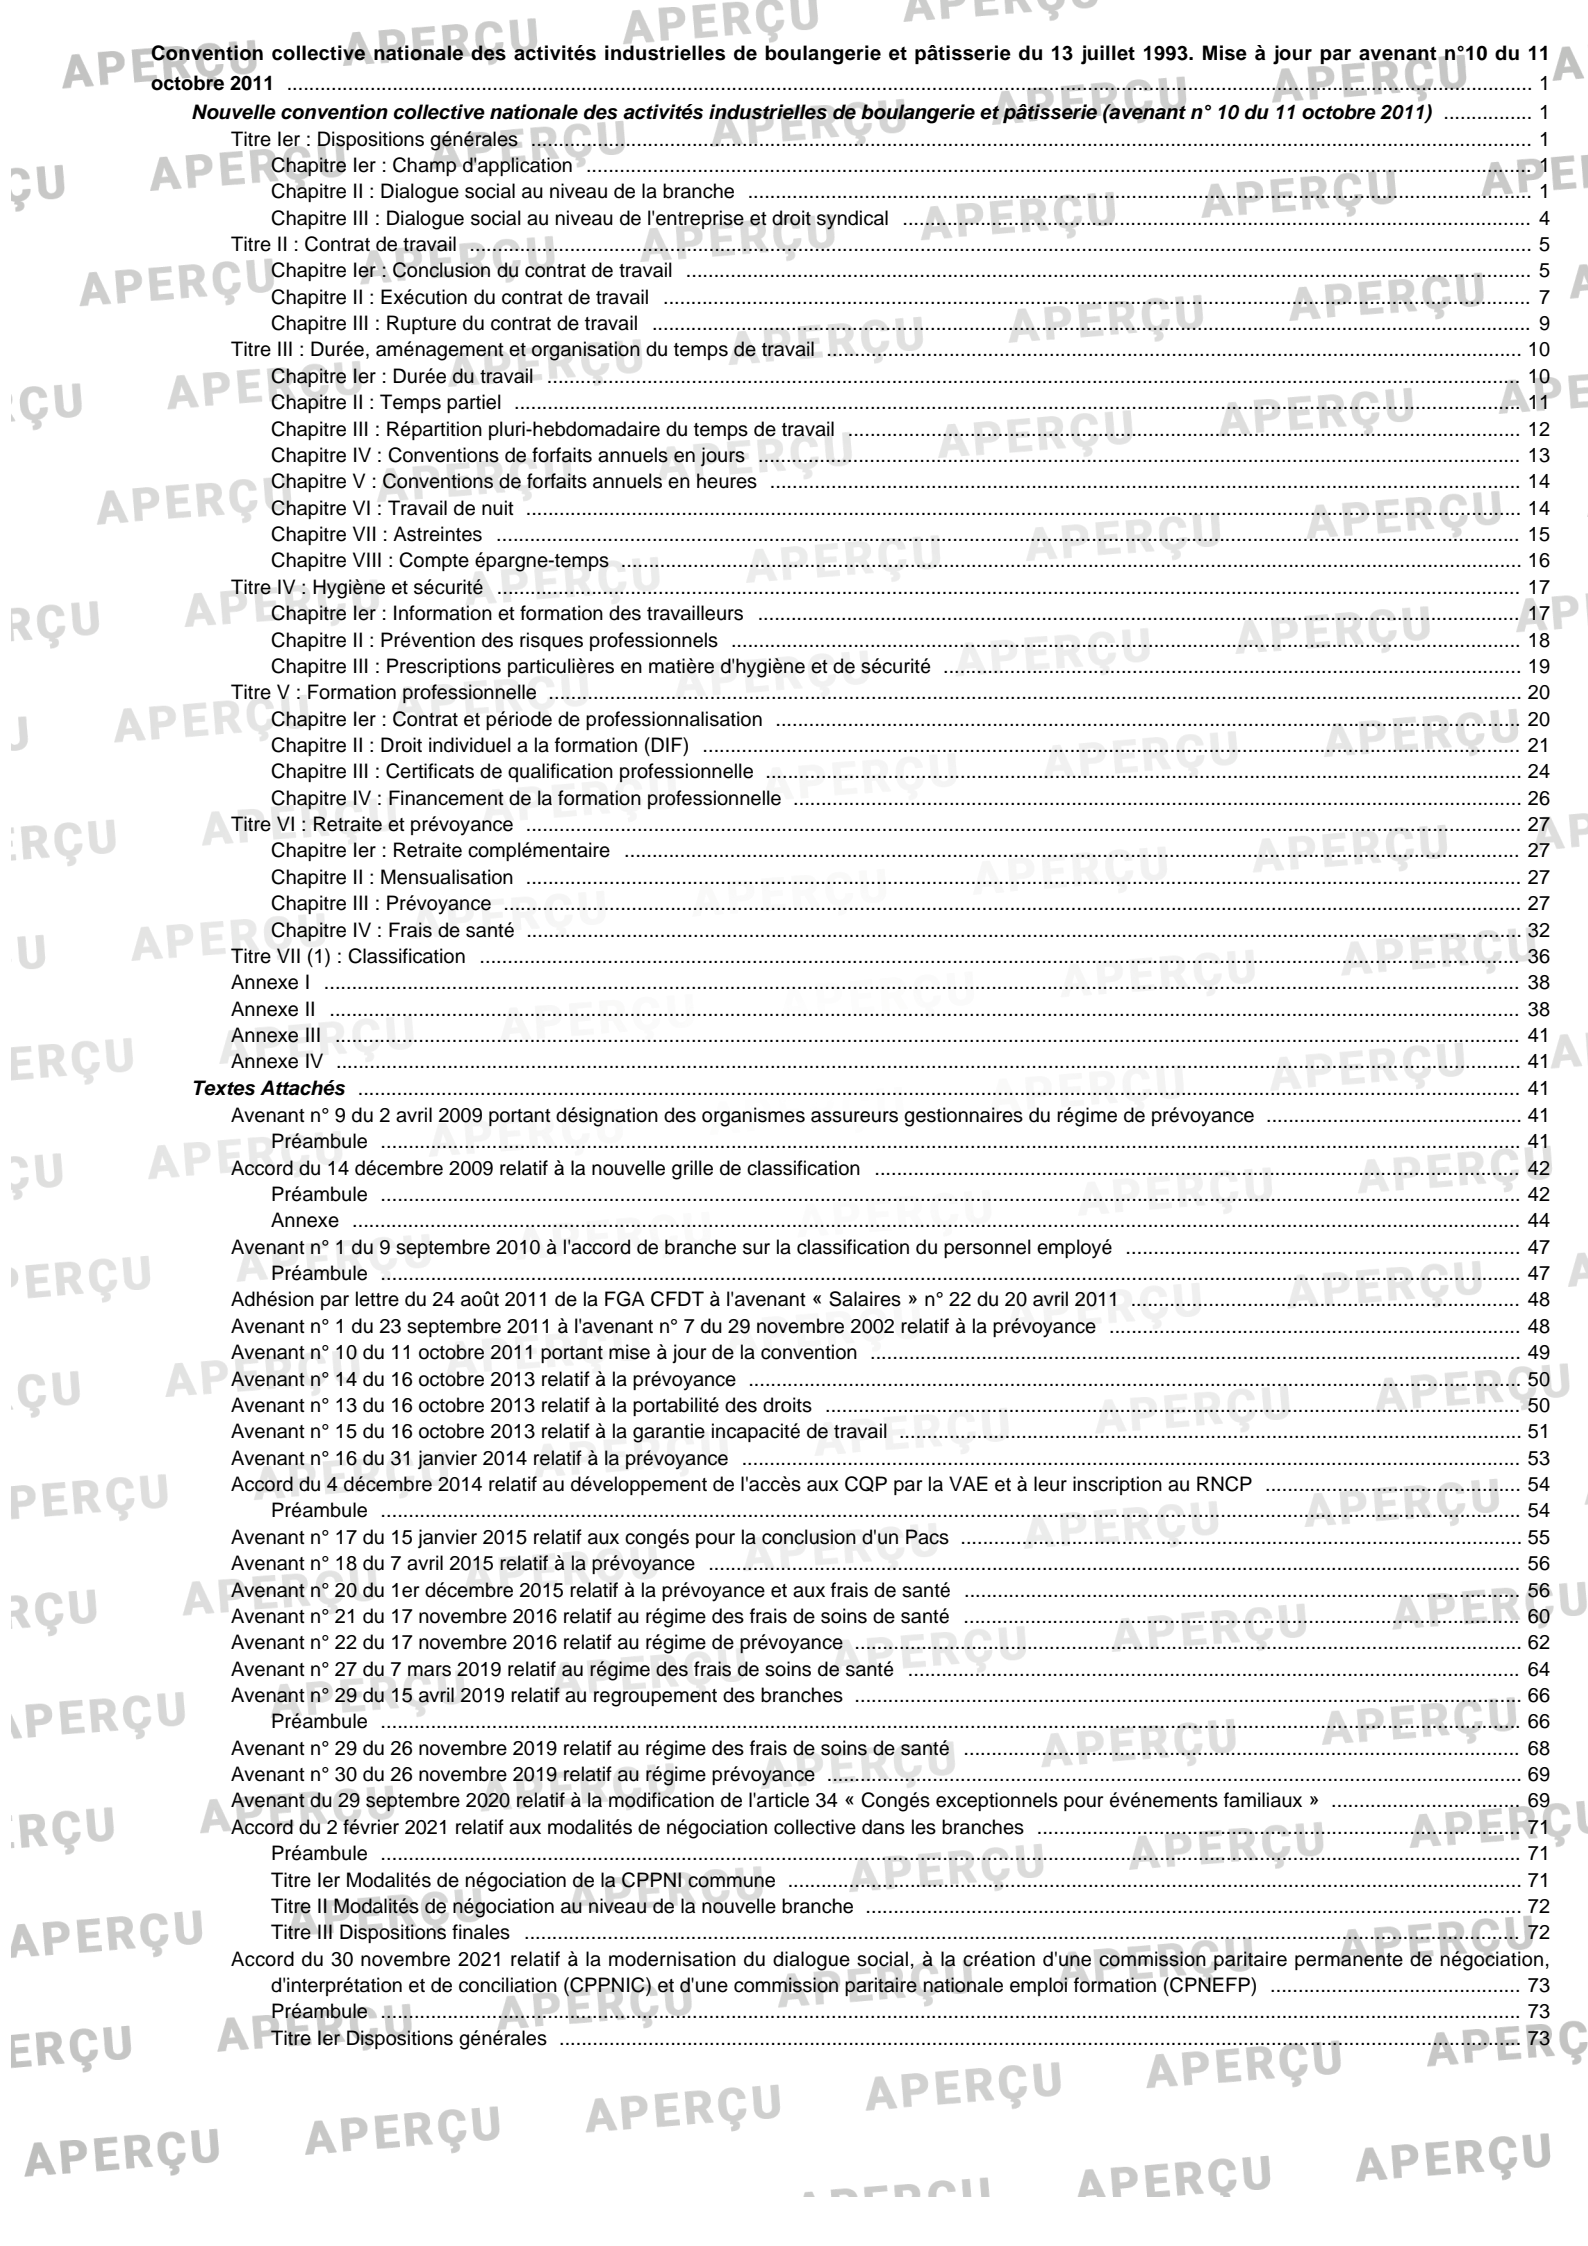 Convention collective nationale des activités industrielles de boulangerie et pâtisserie du 13 juillet 1993. Mise à jour par avenant n°10 du 11
octobre 2011 ... 1
Nouvelle convention collective nationale des activités industrielles de boulangerie et pâtisserie (avenant n° 10 du 11 octobre 2011) ... 1
Titre Ier : Dispositions générales ... 1
Chapitre Ier : Champ d'application ... 1
Chapitre II : Dialogue social au niveau de la branche ... 1
Chapitre III : Dialogue social au niveau de l'entreprise et droit syndical ... 4
Titre II : Contrat de travail ... 5
Chapitre Ier : Conclusion du contrat de travail ... 5
Chapitre II : Exécution du contrat de travail ... 7
Chapitre III : Rupture du contrat de travail ... 9
Titre III : Durée, aménagement et organisation du temps de travail ... 10
Chapitre Ier : Durée du travail ... 10
Chapitre II : Temps partiel ... 11
Chapitre III : Répartition pluri-hebdomadaire du temps de travail ... 12
Chapitre IV : Conventions de forfaits annuels en jours ... 13
Chapitre V : Conventions de forfaits annuels en heures ... 14
Chapitre VI : Travail de nuit ... 14
Chapitre VII : Astreintes ... 15
Chapitre VIII : Compte épargne-temps ... 16
Titre IV : Hygiène et sécurité ... 17
Chapitre Ier : Information et formation des travailleurs ... 17
Chapitre II : Prévention des risques professionnels ... 18
Chapitre III : Prescriptions particulières en matière d'hygiène et de sécurité ... 19
Titre V : Formation professionnelle ... 20
Chapitre Ier : Contrat et période de professionnalisation ... 20
Chapitre II : Droit individuel a la formation (DIF) ... 21
Chapitre III : Certificats de qualification professionnelle ... 24
Chapitre IV : Financement de la formation professionnelle ... 26
Titre VI : Retraite et prévoyance ... 27
Chapitre Ier : Retraite complémentaire ... 27
Chapitre II : Mensualisation ... 27
Chapitre III : Prévoyance ... 27
Chapitre IV : Frais de santé ... 32
Titre VII (1) : Classification ... 36
Annexe I ... 38
Annexe II ... 38
Annexe III ... 41
Annexe IV ... 41
Textes Attachés ... 41
Avenant n° 9 du 2 avril 2009 portant désignation des organismes assureurs gestionnaires du régime de prévoyance ... 41
Préambule ... 41
Accord du 14 décembre 2009 relatif à la nouvelle grille de classification ... 42
Préambule ... 42
Annexe ... 44
Avenant n° 1 du 9 septembre 2010 à l'accord de branche sur la classification du personnel employé ... 47
Préambule ... 47
Adhésion par lettre du 24 août 2011 de la FGA CFDT à l'avenant « Salaires » n° 22 du 20 avril 2011 ... 48
Avenant n° 1 du 23 septembre 2011 à l'avenant n° 7 du 29 novembre 2002 relatif à la prévoyance ... 48
Avenant n° 10 du 11 octobre 2011 portant mise à jour de la convention ... 49
Avenant n° 14 du 16 octobre 2013 relatif à la prévoyance ... 50
Avenant n° 13 du 16 octobre 2013 relatif à la portabilité des droits ... 50
Avenant n° 15 du 16 octobre 2013 relatif à la garantie incapacité de travail ... 51
Avenant n° 16 du 31 janvier 2014 relatif à la prévoyance ... 53
Accord du 4 décembre 2014 relatif au développement de l'accès aux CQP par la VAE et à leur inscription au RNCP ... 54
Préambule ... 54
Avenant n° 17 du 15 janvier 2015 relatif aux congés pour la conclusion d'un Pacs ... 55
Avenant n° 18 du 7 avril 2015 relatif à la prévoyance ... 56
Avenant n° 20 du 1er décembre 2015 relatif à la prévoyance et aux frais de santé ... 56
Avenant n° 21 du 17 novembre 2016 relatif au régime des frais de soins de santé ... 60
Avenant n° 22 du 17 novembre 2016 relatif au régime de prévoyance ... 62
Avenant n° 27 du 7 mars 2019 relatif au régime des frais de soins de santé ... 64
Avenant n° 29 du 15 avril 2019 relatif au regroupement des branches ... 66
Préambule ... 66
Avenant n° 29 du 26 novembre 2019 relatif au régime des frais de soins de santé ... 68
Avenant n° 30 du 26 novembre 2019 relatif au régime prévoyance ... 69
Avenant du 29 septembre 2020 relatif à la modification de l'article 34 « Congés exceptionnels pour événements familiaux » ... 69
Accord du 2 février 2021 relatif aux modalités de négociation collective dans les branches ... 71
Préambule ... 71
Titre Ier Modalités de négociation de la CPPNI commune ... 71
Titre II Modalités de négociation au niveau de la nouvelle branche ... 72
Titre III Dispositions finales ... 72
Accord du 30 novembre 2021 relatif à la modernisation du dialogue social, à la création d'une commission paritaire permanente de négociation,
d'interprétation et de conciliation (CPPNIC) et d'une commission paritaire nationale emploi formation (CPNEFP) ... 73
Préambule ... 73
Titre Ier Dispositions générales ... 73
APERÇU